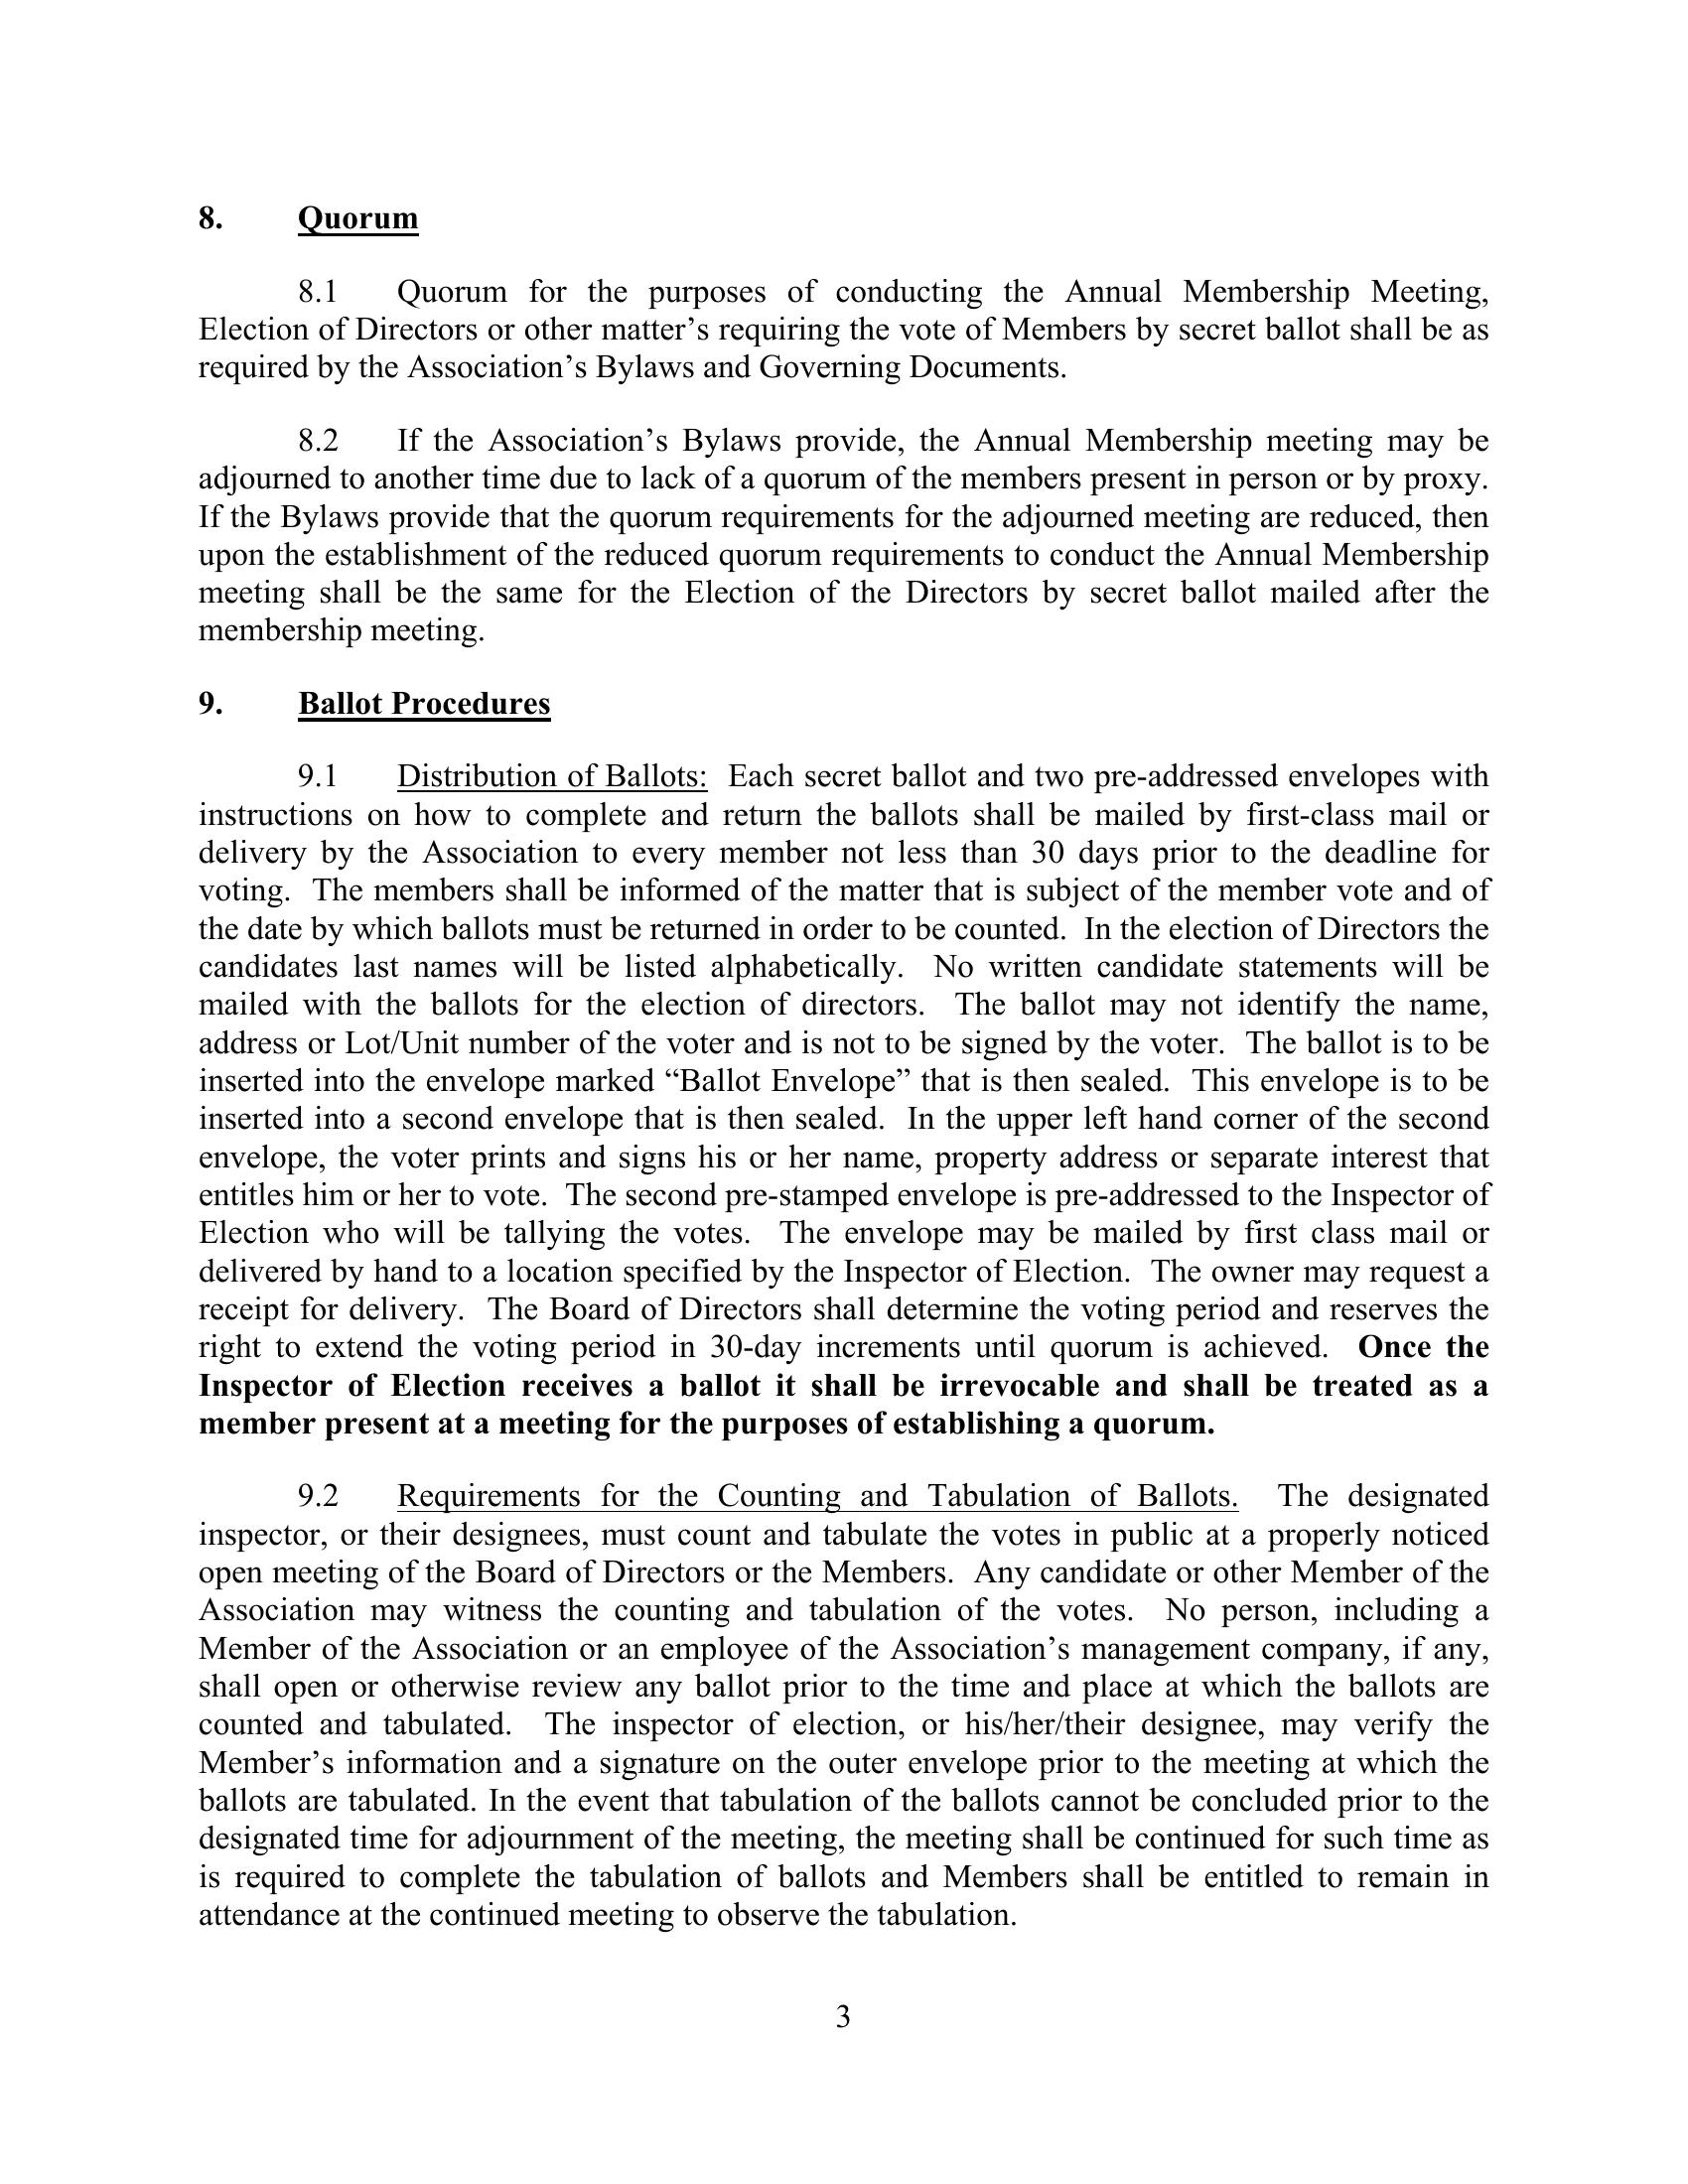 8. Quorum
8.1 Quorum for the purposes of conducting the Annual Membership Meeting,
Election of Directors or other matter’s requiring the vote of Members by secret ballot shall be as
required by the Association’s Bylaws and Governing Documents.
8.2 If the Association’s Bylaws provide, the Annual Membership meeting may be
adjourned to another time due to lack of a quorum of the members present in person or by proxy.
If the Bylaws provide that the quorum requirements for the adjourned meeting are reduced, then
upon the establishment of the reduced quorum requirements to conduct the Annual Membership
meeting shall be the same for the Election of the Directors by secret ballot mailed after the
membership meeting.
9. Ballot Procedures
9.1 Distribution of Ballots: Each secret ballot and two pre-addressed envelopes with
instructions on how to complete and return the ballots shall be mailed by first-class mail or
delivery by the Association to every member not less than 30 days prior to the deadline for
voting. The members shall be informed of the matter that is subject of the member vote and of
the date by which ballots must be returned in order to be counted. In the election of Directors the
candidates last names will be listed alphabetically. No written candidate statements will be
mailed with the ballots for the election of directors. The ballot may not identify the name,
address or Lot/Unit number of the voter and is not to be signed by the voter. The ballot is to be
inserted into the envelope marked “Ballot Envelope” that is then sealed. This envelope is to be
inserted into a second envelope that is then sealed. In the upper left hand corner of the second
envelope, the voter prints and signs his or her name, property address or separate interest that
entitles him or her to vote. The second pre-stamped envelope is pre-addressed to the Inspector of
Election who will be tallying the votes. The envelope may be mailed by first class mail or
delivered by hand to a location specified by the Inspector of Election. The owner may request a
receipt for delivery. The Board of Directors shall determine the voting period and reserves the
right to extend the voting period in 30-day increments until quorum is achieved. Once the
Inspector of Election receives a ballot it shall be irrevocable and shall be treated as a
member present at a meeting for the purposes of establishing a quorum.
9.2 Requirements for the Counting and Tabulation of Ballots. The designated
inspector, or their designees, must count and tabulate the votes in public at a properly noticed
open meeting of the Board of Directors or the Members. Any candidate or other Member of the
Association may witness the counting and tabulation of the votes. No person, including a
Member of the Association or an employee of the Association’s management company, if any,
shall open or otherwise review any ballot prior to the time and place at which the ballots are
counted and tabulated. The inspector of election, or his/her/their designee, may verify the
Member’s information and a signature on the outer envelope prior to the meeting at which the
ballots are tabulated. In the event that tabulation of the ballots cannot be concluded prior to the
designated time for adjournment of the meeting, the meeting shall be continued for such time as
is required to complete the tabulation of ballots and Members shall be entitled to remain in
attendance at the continued meeting to observe the tabulation.
3